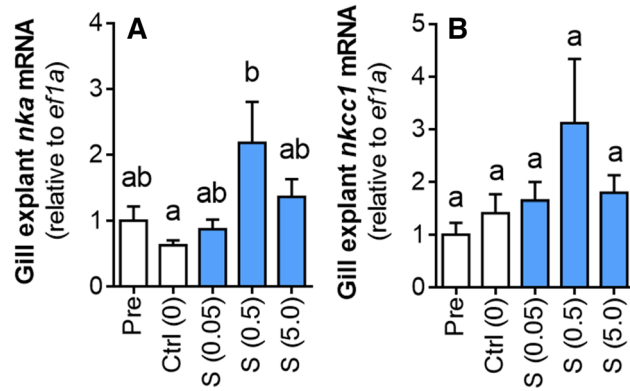 A
Gill explant nka mRNA
(relative to ef1a)
4
3
2
1
0
ab
a
ab
b
ab
Pre
Ctrl (0)
S (0.05)
S (0.5)
S (5.0)
B
Gill explant nkcc1 mRNA
(relative to ef1a)
5
4
3
2
1
0
a
a
a
a
a
Pre
Ctrl (0)
S (0.05)
S (0.5)
S (5.0)